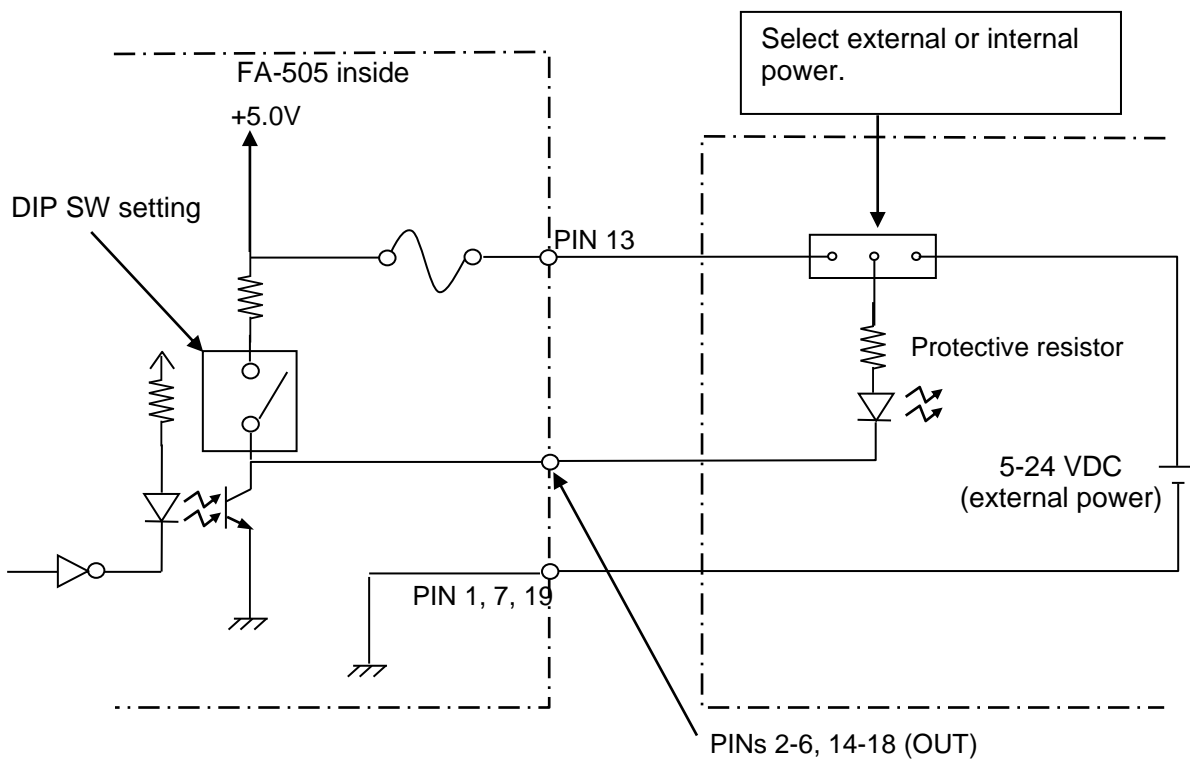 Select external or internal
power.
FA-505 inside
+5.0V
DIP SW setting
PIN 13
Protective resistor
5-24 VDC
(external power)
PIN 1, 7, 19
PINs 2-6, 14-18 (OUT)